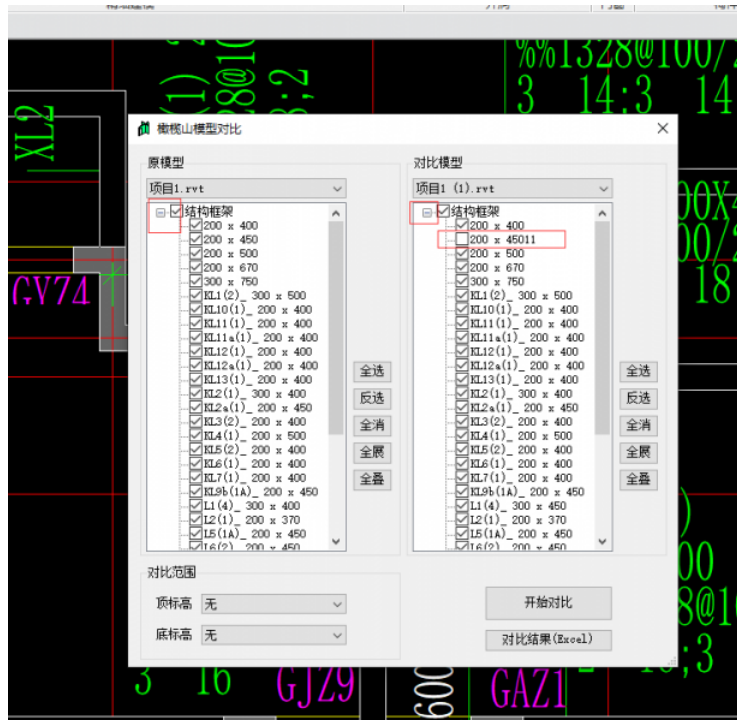 %%1328@100/2
3 14:3 14
XL2
GYZ4
橄榄山模型对比
原模型
项目1.rvt
结构框架
200 x 400
200 x 450
200 x 500
200 x 670
300 x 750
KL1(2)_ 300 x 500
KL10(1)_ 200 x 400
KL11(1)_ 200 x 400
KL11a(1)_ 200 x 400
KL12(1)_ 200 x 400
KL12a(1)_ 200 x 400
KL13(1)_ 200 x 400
KL2(1)_ 300 x 400
KL2a(1)_ 200 x 450
KL3(2)_ 200 x 400
KL4(1)_ 200 x 500
KL5(2)_ 200 x 400
KL6(1)_ 200 x 400
KL7(1)_ 200 x 400
KL9b(1A)_ 200 x 450
L1(4)_ 300 x 400
L2(1)_ 200 x 370
L5(1A)_ 200 x 450
L6(2)_ 200 x 450
全选
反选
全消
全展
全叠
对比模型
项目1 (1).rvt
结构框架
200 x 400
200 x 45011
200 x 500
200 x 670
300 x 750
KL1(2)_ 300 x 500
KL10(1)_ 200 x 400
KL11(1)_ 200 x 400
KL11a(1)_ 200 x 400
KL12(1)_ 200 x 400
KL12a(1)_ 200 x 400
KL13(1)_ 200 x 400
KL2(1)_ 300 x 400
KL2a(1)_ 200 x 450
KL3(2)_ 200 x 400
KL4(1)_ 200 x 500
KL5(2)_ 200 x 400
KL6(1)_ 200 x 400
KL7(1)_ 200 x 400
KL9b(1A)_ 200 x 450
L1(4)_ 300 x 450
L2(1)_ 200 x 370
L5(1A)_ 200 x 450
L6(2)_ 200 x 450
全选
反选
全消
全展
全叠
对比范围
顶标高 无
底标高 无
开始对比
对比结果(Excel)
18
3 16
GJZ9
600
GAZ1